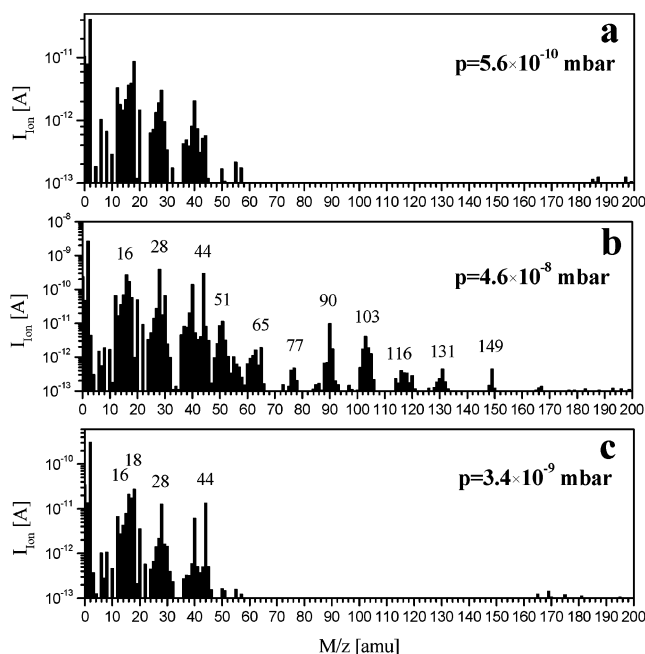 a
p=5.6×10⁻¹⁰ mbar
10⁻¹¹
10⁻¹²
10⁻¹³
I_Ion [A]
0 10 20 30 40 50 60 70 80 90 100 110 120 130 140 150 160 170 180 190 200
b
p=4.6×10⁻⁸ mbar
10⁻⁸
10⁻⁹
10⁻¹⁰
10⁻¹¹
10⁻¹²
10⁻¹³
I_Ion [A]
16 28 44 51 65 77 90 103 116 131 149
0 10 20 30 40 50 60 70 80 90 100 110 120 130 140 150 160 170 180 190 200
c
p=3.4×10⁻⁹ mbar
10⁻¹⁰
10⁻¹¹
10⁻¹²
10⁻¹³
I_Ion [A]
16 18 28 44
0 10 20 30 40 50 60 70 80 90 100 110 120 130 140 150 160 170 180 190 200
M/z [amu]